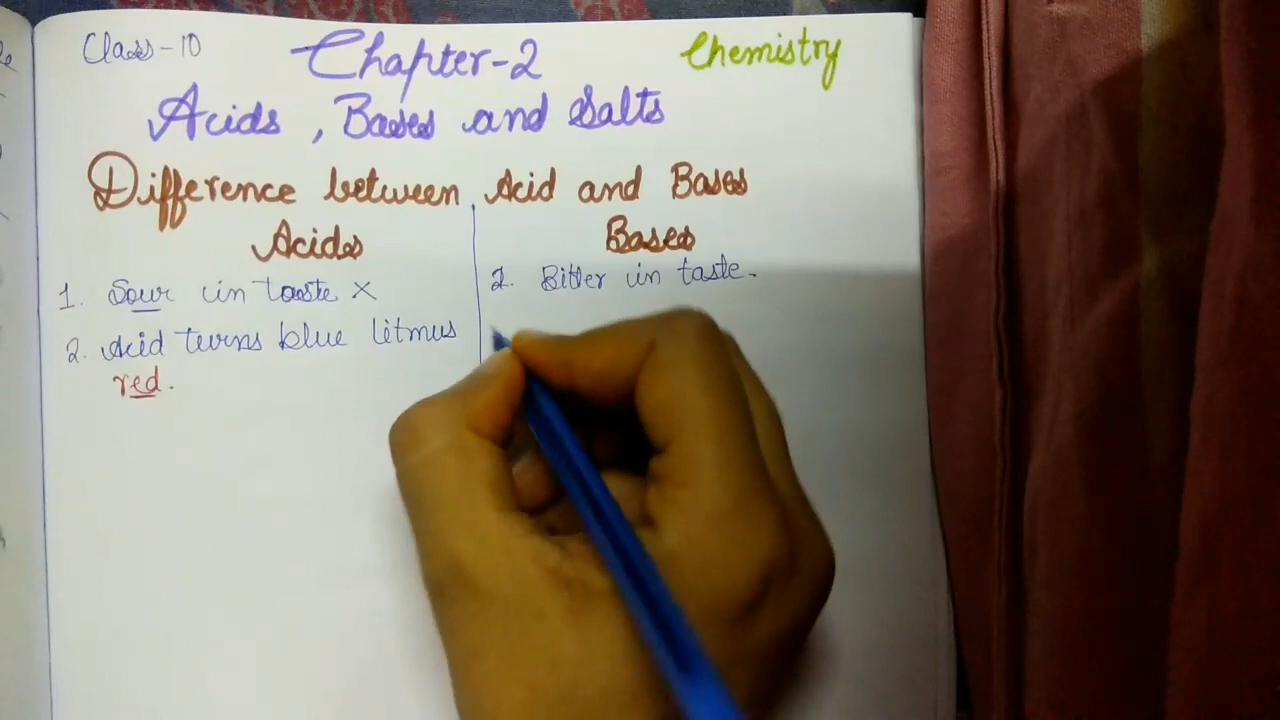 Class-10
Chapter-2
Chemistry
Acids, Bases and Salts
Difference between Acid and Bases
Acids
Bases
1. Sour in taste ×
2. Acid turns blue litmus
red.
1. Bitter in taste.